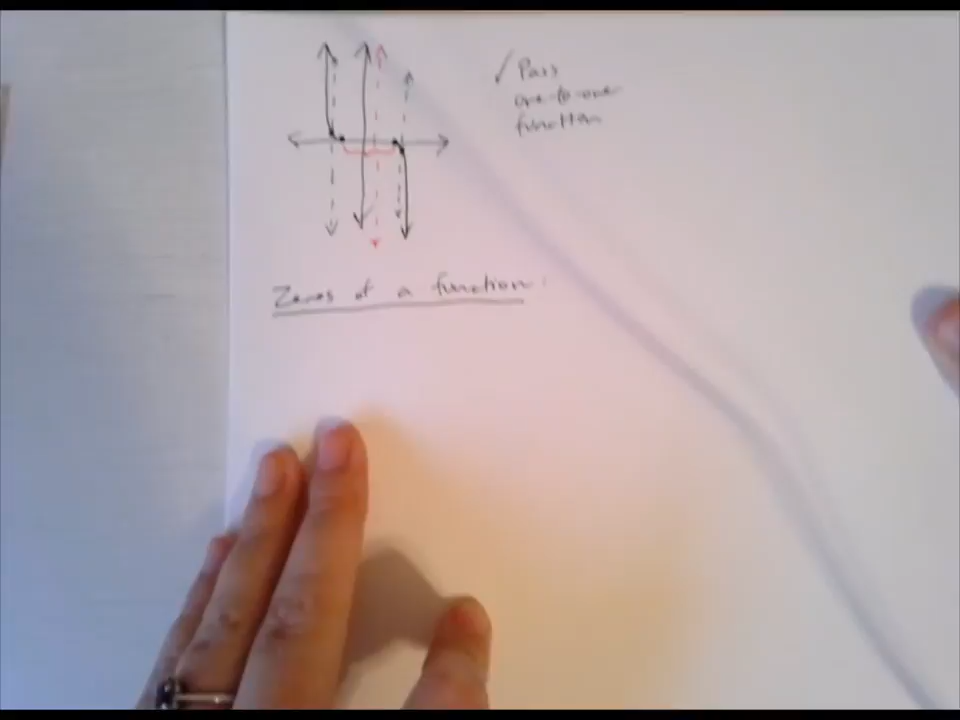 ✓ Pass
one-to-one
function
Zeros of a function: